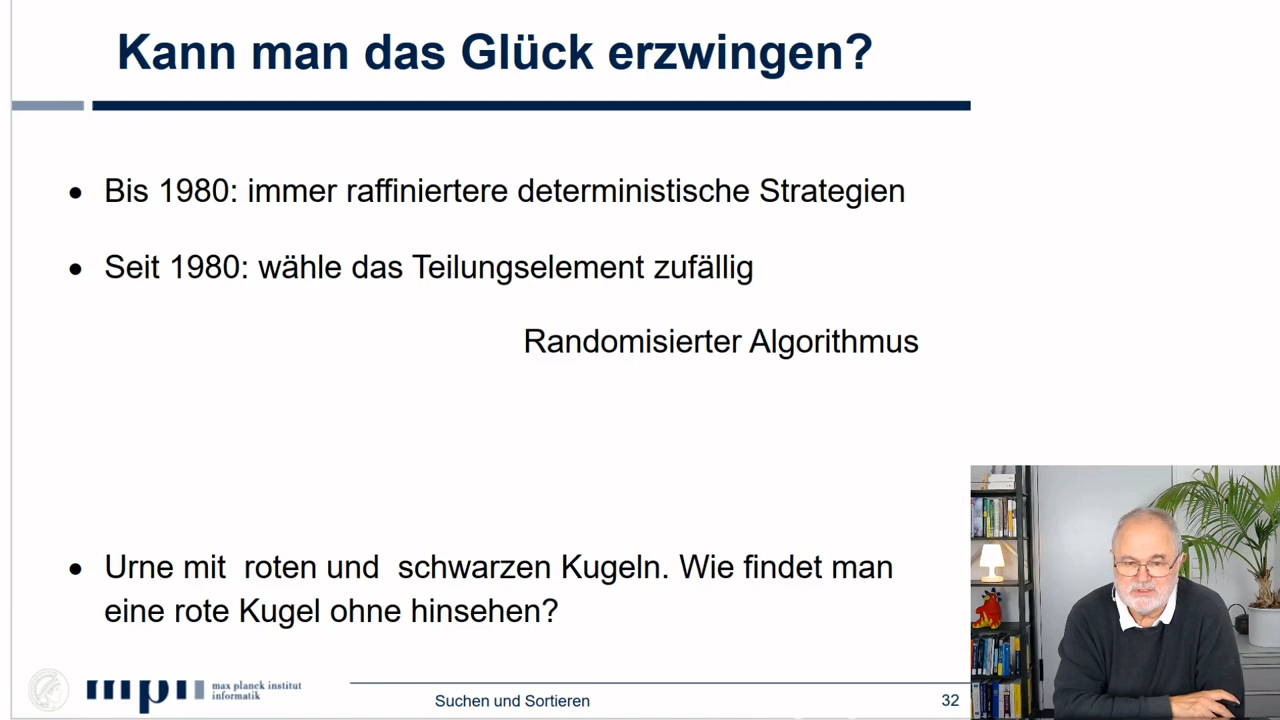 Kann man das Glück erzwingen?
• Bis 1980: immer raffiniertere deterministische Strategien
• Seit 1980: wähle das Teilungselement zufällig
Randomisierter Algorithmus
• Urne mit roten und schwarzen Kugeln. Wie findet man
eine rote Kugel ohne hinsehen?
mpi
max planck institut
informatik
Suchen und Sortieren
32